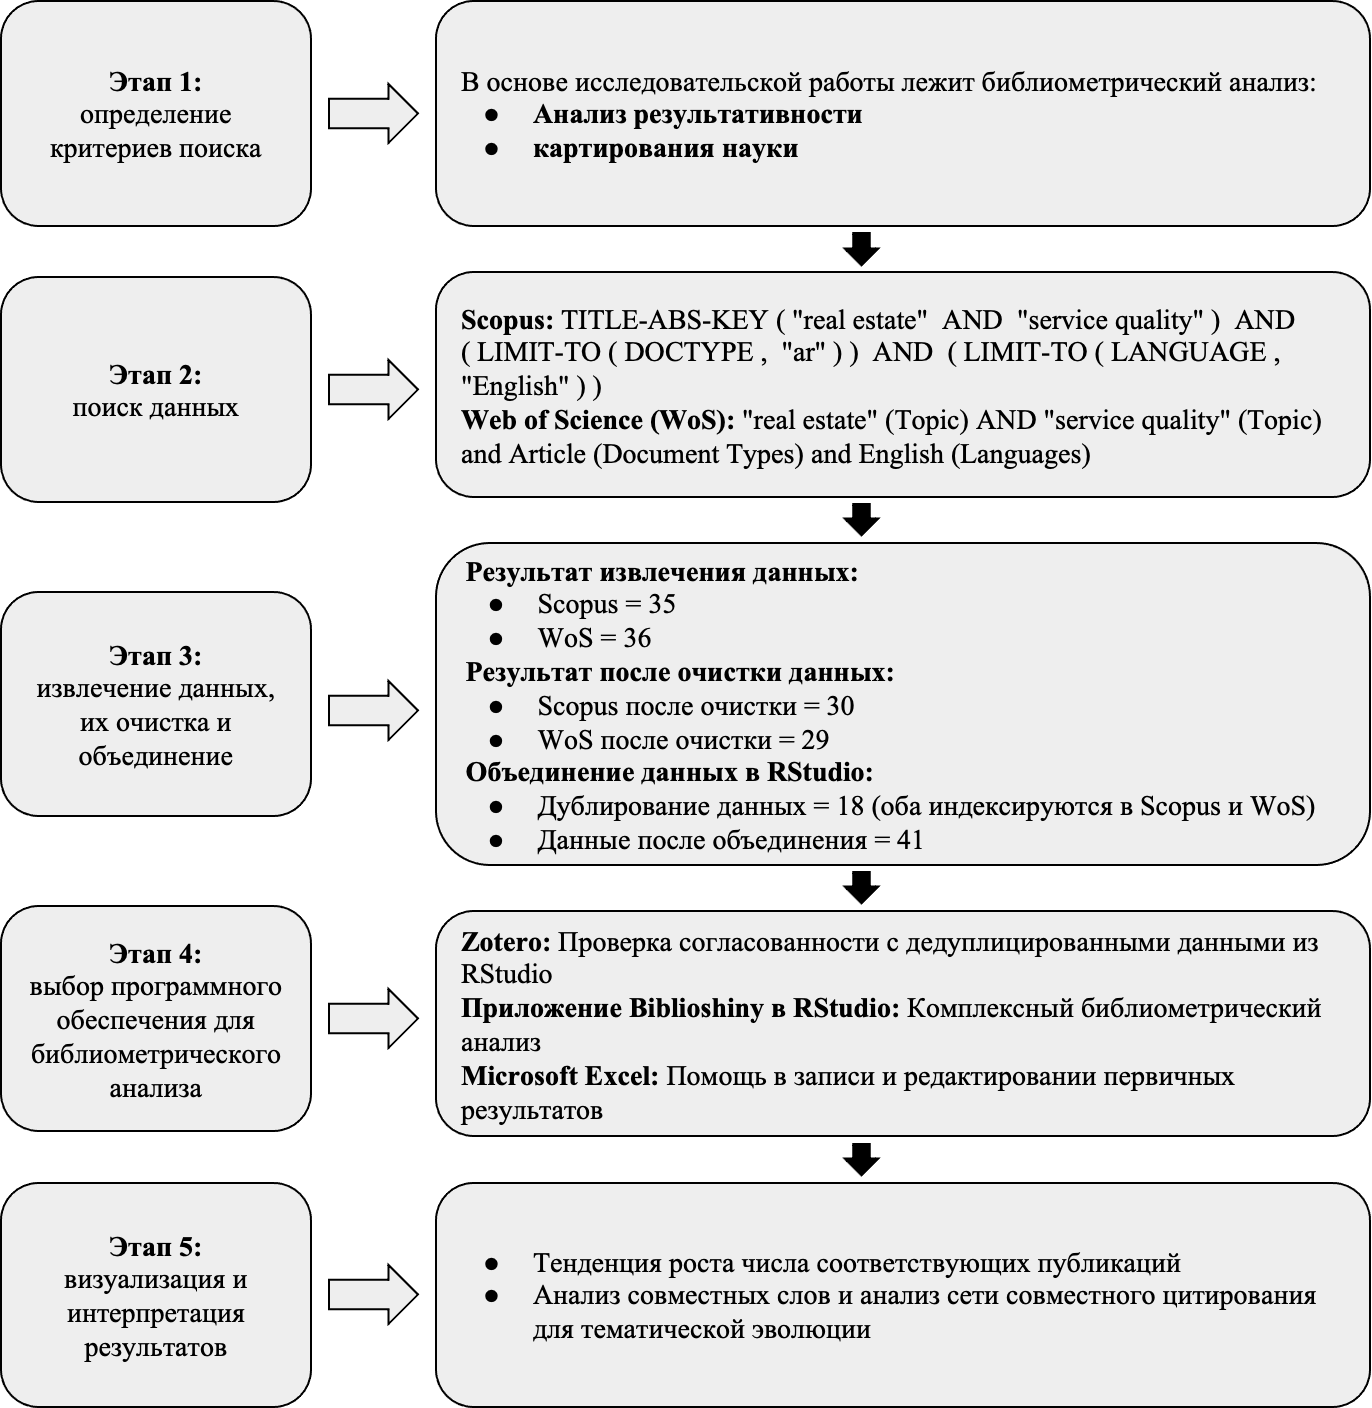 Этап 1:
определение
критериев поиска
В основе исследовательской работы лежит библиометрический анализ:
● Анализ результативности
● картирования науки
Этап 2:
поиск данных
Scopus: TITLE-ABS-KEY ( "real estate" AND "service quality" ) AND
( LIMIT-TO ( DOCTYPE , "ar" ) ) AND ( LIMIT-TO ( LANGUAGE ,
"English" ) )
Web of Science (WoS): "real estate" (Topic) AND "service quality" (Topic)
and Article (Document Types) and English (Languages)
Этап 3:
извлечение данных,
их очистка и
объединение
Результат извлечения данных:
● Scopus = 35
● WoS = 36
Результат после очистки данных:
● Scopus после очистки = 30
● WoS после очистки = 29
Объединение данных в RStudio:
● Дублирование данных = 18 (оба индексируются в Scopus и WoS)
● Данные после объединения = 41
Этап 4:
выбор программного
обеспечения для
библиометрического
анализа
Zotero: Проверка согласованности с дедуплицированными данными из
RStudio
Приложение Biblioshiny в RStudio: Комплексный библиометрический
анализ
Microsoft Excel: Помощь в записи и редактировании первичных
результатов
Этап 5:
визуализация и
интерпретация
результатов
● Тенденция роста числа соответствующих публикаций
● Анализ совместных слов и анализ сети совместного цитирования
для тематической эволюции